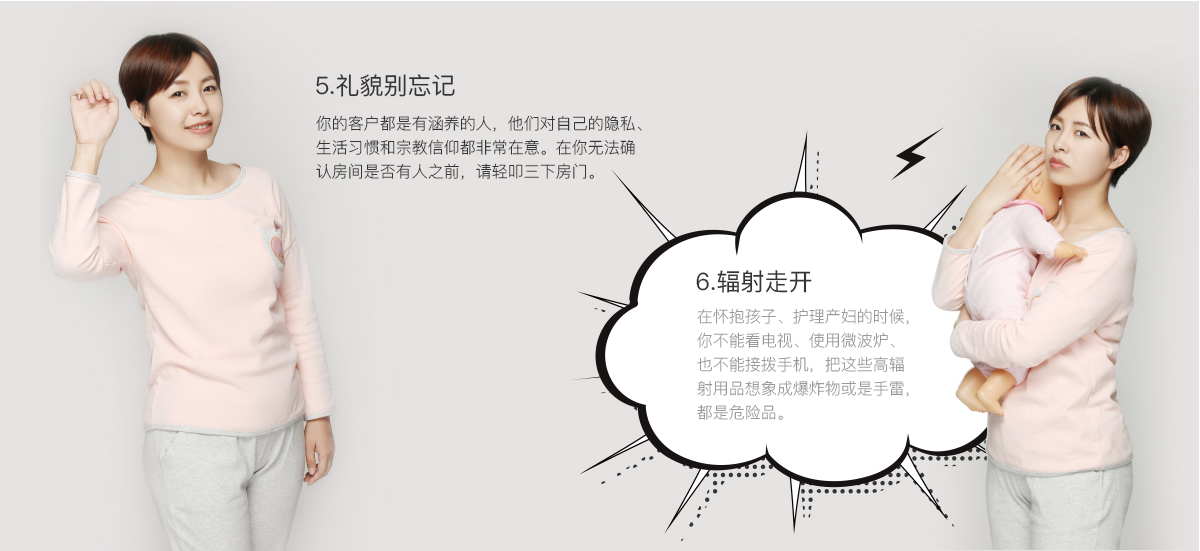 5.礼貌别忘记
你的客户都是有涵养的人，他们对自己的隐私、
生活习惯和宗教信仰都非常在意。在你无法确
认房间是否有人之前，请轻叩三下房门。
6.辐射走开
在怀抱孩子、护理产妇的时候，
你不能看电视、使用微波炉、
也不能接拨手机，把这些高辐
射用品想象成爆炸物或是手雷，
都是危险品。